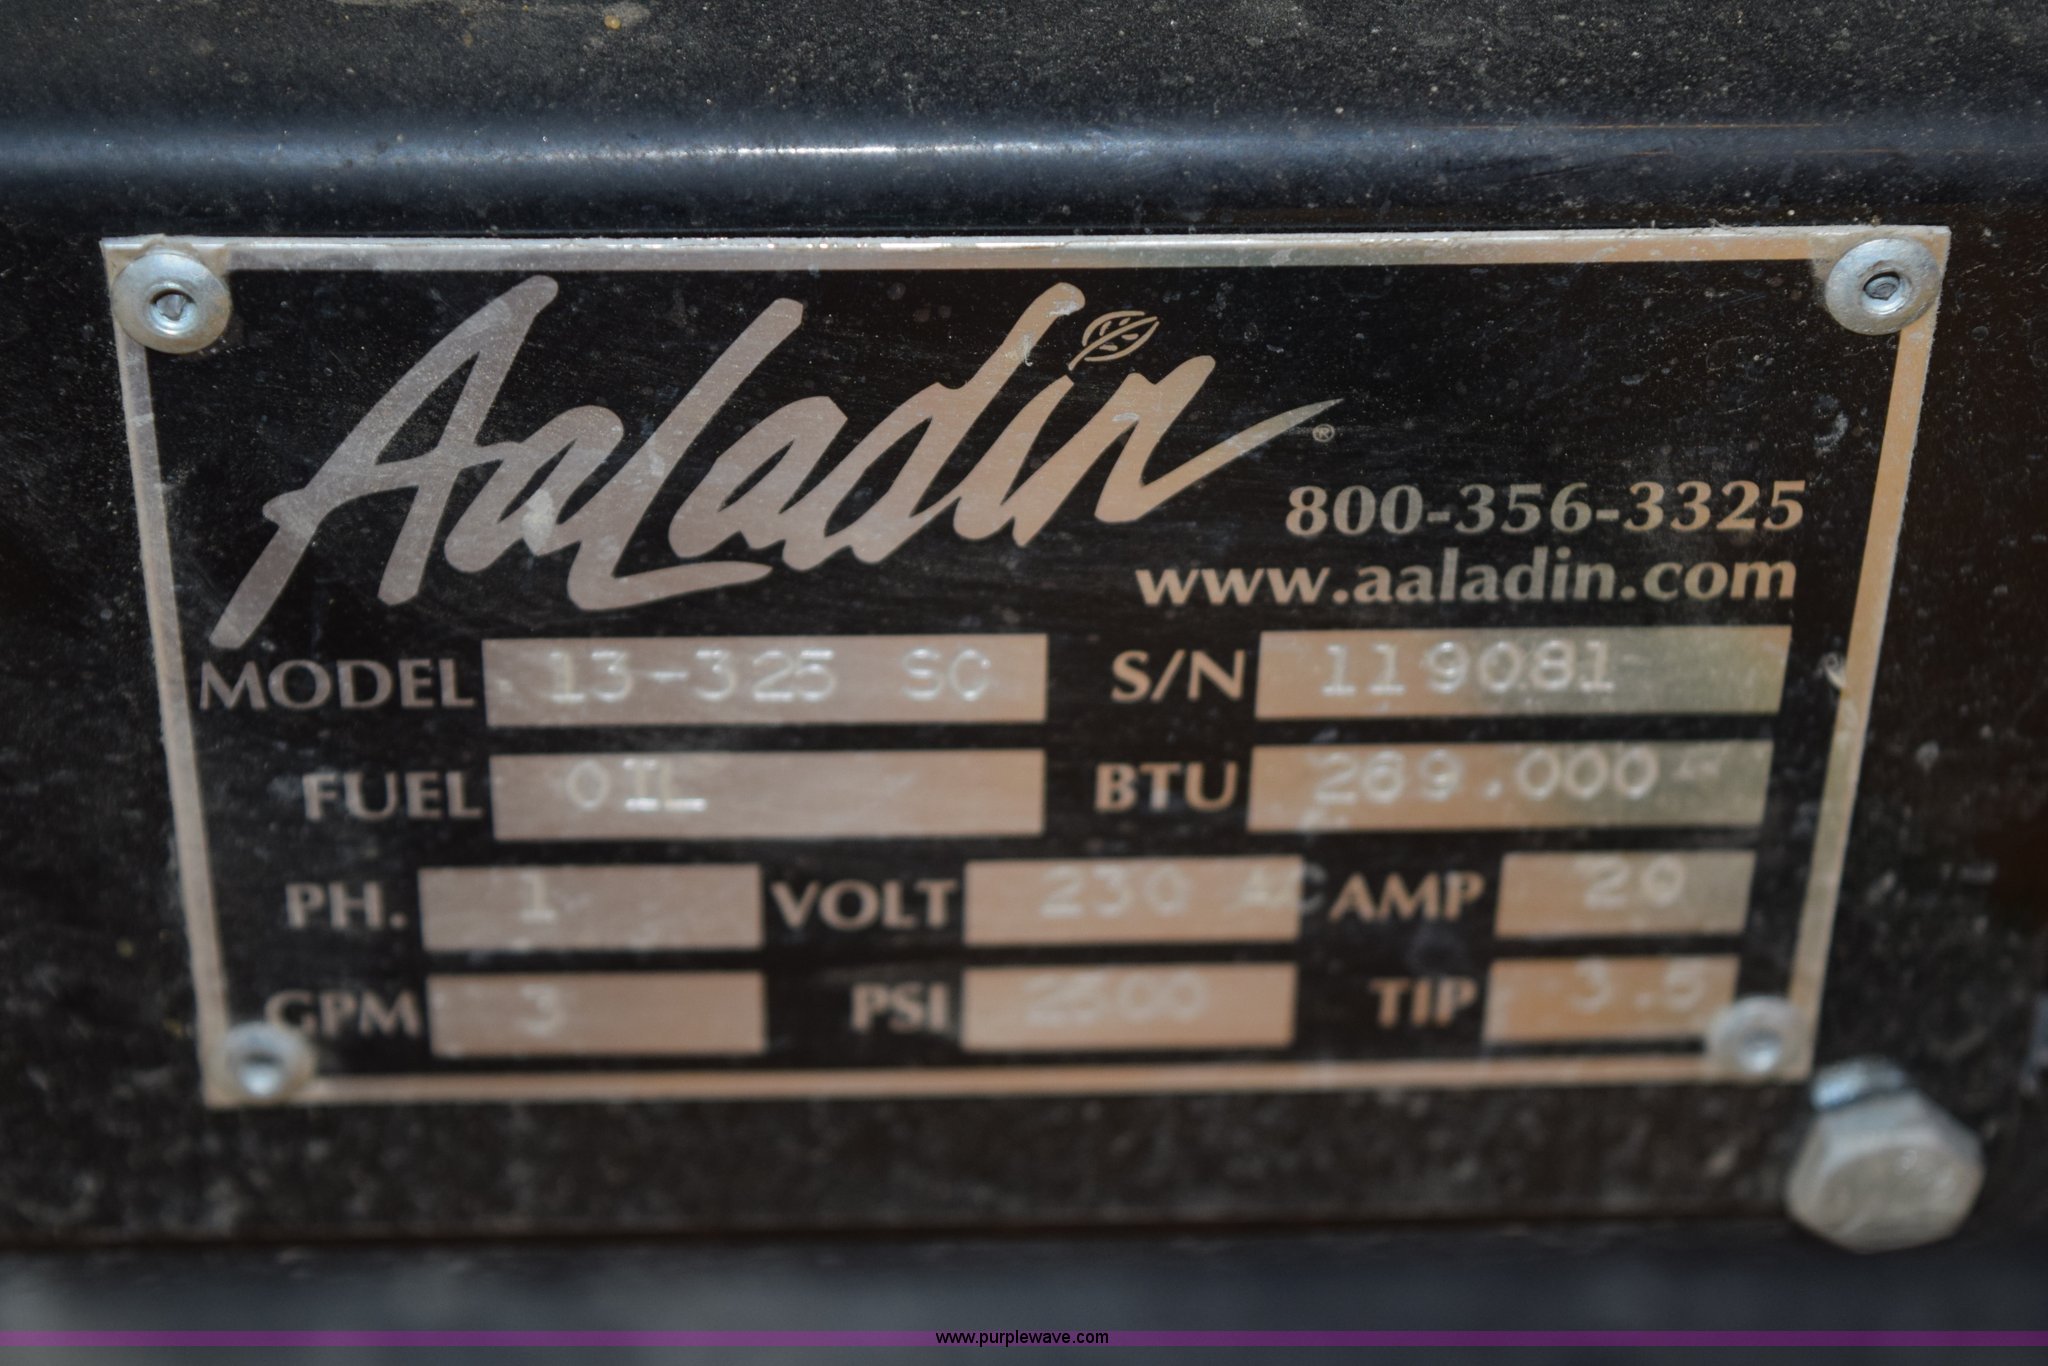 AaLadin®
800-356-3325
www.aaladin.com
MODEL 13-325 SC S/N 119081
FUEL OIL BTU 269.000
PH. 1 VOLT 230 AC AMP 20
GPM 3 PSI 2500 TIP 3.5
www.purplewave.com